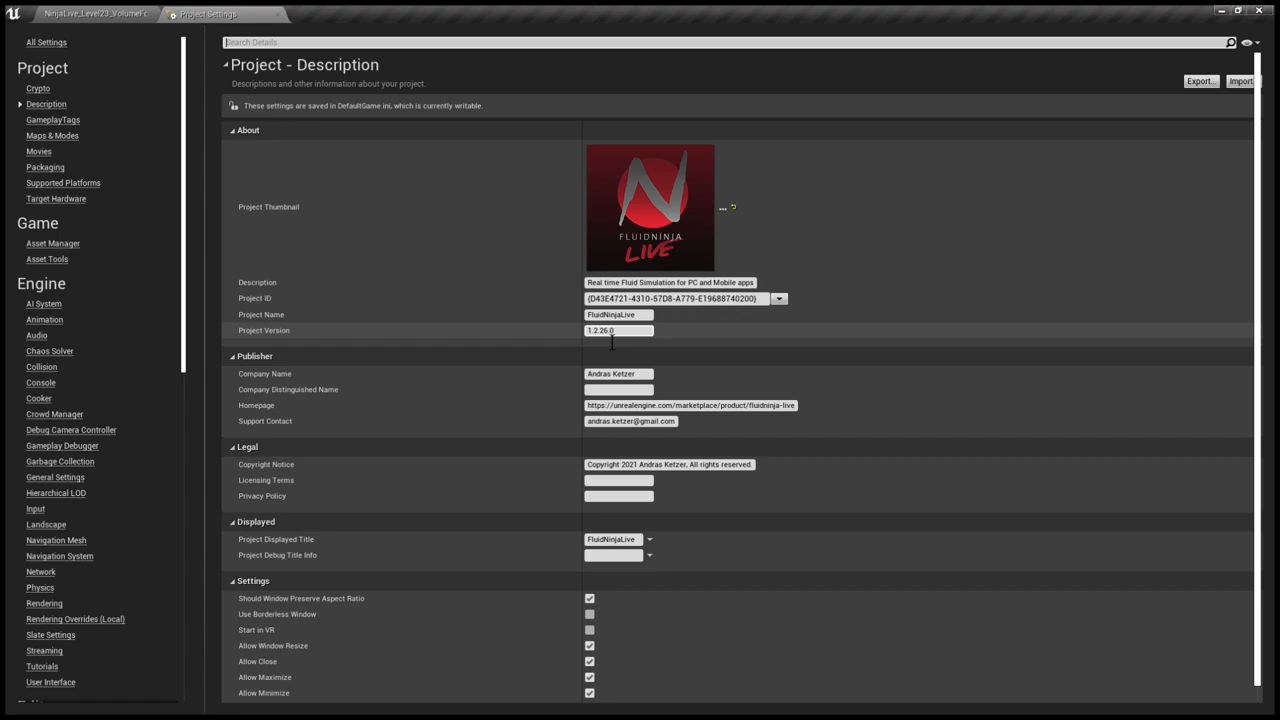 NinjaLive_Level23_VolumeFo
Project Settings
All Settings
Search Details
Project
Crypto
Description
GameplayTags
Maps & Modes
Movies
Packaging
Supported Platforms
Target Hardware
Game
Asset Manager
Asset Tools
Engine
AI System
Animation
Audio
Chaos Solver
Collision
Console
Cooker
Crowd Manager
Debug Camera Controller
Gameplay Debugger
Garbage Collection
General Settings
Hierarchical LOD
Input
Landscape
Navigation Mesh
Navigation System
Network
Physics
Rendering
Rendering Overrides (Local)
Slate Settings
Streaming
Tutorials
User Interface
Project - Description
Descriptions and other information about your project.
Export...
Import
These settings are saved in DefaultGame.ini, which is currently writable.
About
Project Thumbnail
N
FLUIDNINJA
LIVE
Description Real time Fluid Simulation for PC and Mobile apps
Project ID {D43E4721-4310-57D8-A779-E19688740200}
Project Name FluidNinjaLive
Project Version 1.2.26.0
Publisher
Company Name Andras Ketzer
Company Distinguished Name
Homepage https://unrealengine.com/marketplace/product/fluidninja-live
Support Contact andras.ketzer@gmail.com
Legal
Copyright Notice Copyright 2021 Andras Ketzer, All rights reserved.
Licensing Terms
Privacy Policy
Displayed
Project Displayed Title FluidNinjaLive
Project Debug Title Info
Settings
Should Window Preserve Aspect Ratio
Use Borderless Window
Start in VR
Allow Window Resize
Allow Close
Allow Maximize
Allow Minimize